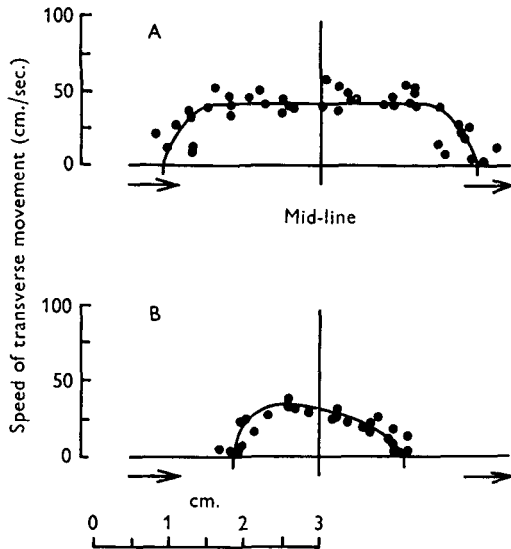 Speed of transverse movement (cm./sec.)
A
100
50
0
Mid-line
B
100
50
0
cm.
0 1 2 3